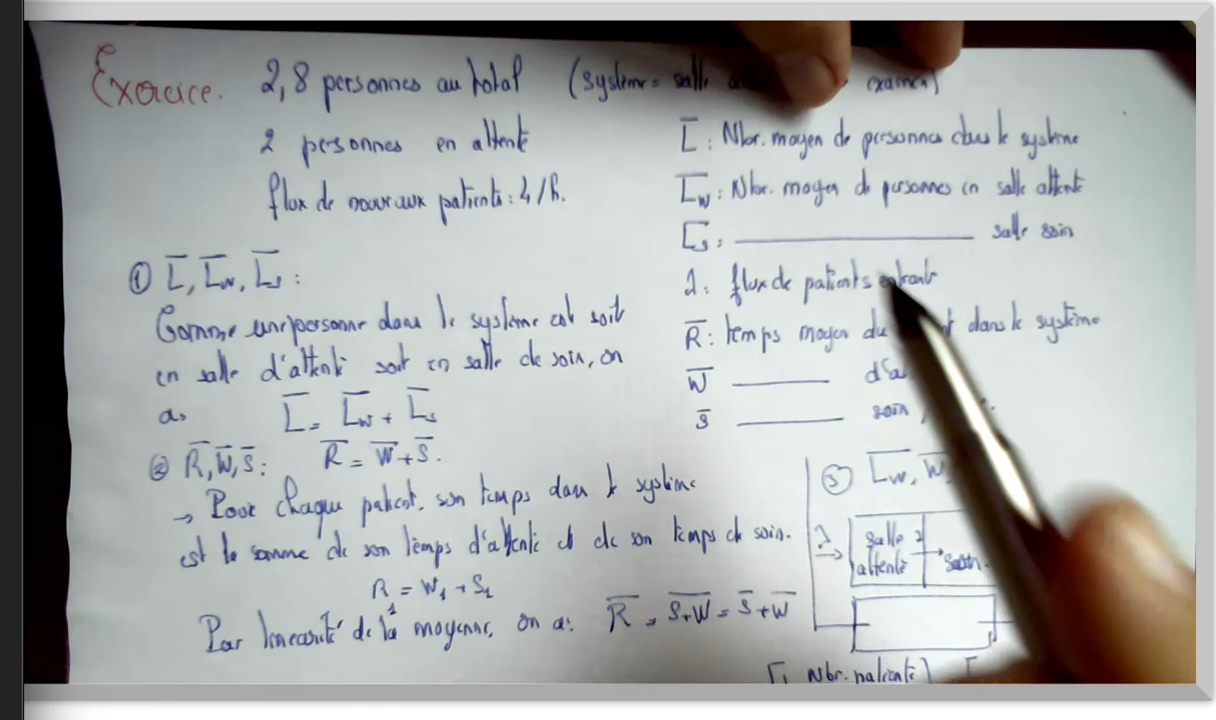 Exercice. 2,8 personnes au total (système = salle examen)
2 personnes en attente
flux de nouveaux patients: 4/h.
L̅: Nbr. moyen de personnes dans le système
L̅w: Nbr. moyen de personnes en salle attente
L̅s: salle soin
λ: flux de patients entrant
R̅: temps moyen dans le système
W̅
s̅ soin
① L̅, L̅w, L̅s:
Comme une personne dans le système est soit
en salle d'attente soit en salle de soin, on
a, L̅ = L̅w + L̅s
② R̅, W̅, S̅: R̅ = W̅ + S̅.
→ Pour chaque patient, son temps dans le système
est la somme de son temps d'attente et de son temps de soin.
R₁ = W₁ + S₁
Par linéarité de la moyenne, on a: R̅ = S̅+̅W̅ = S̅ + W̅
③ L̅w, W̅
λ
salle
attente
soin.
Nbr. patients